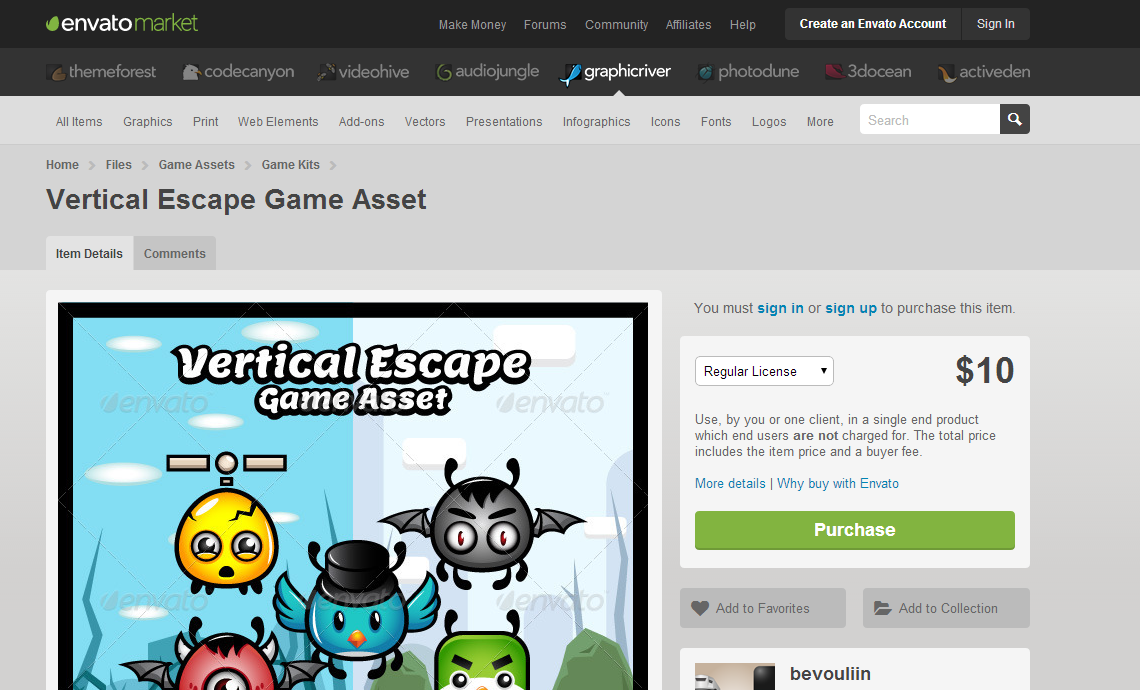 envato market
Make Money Forums Community Affiliates Help Create an Envato Account Sign In
themeforest codecanyon videohive audiojungle graphicriver photodune 3docean activeden
All Items Graphics Print Web Elements Add-ons Vectors Presentations Infographics Icons Fonts Logos More Search
Home Files Game Assets Game Kits
Vertical Escape Game Asset
Item Details Comments
Vertical Escape
Game Asset
envato
envato
envato
envato
envato
envato
You must sign in or sign up to purchase this item.
Regular License $10
Use, by you or one client, in a single end product
which end users are not charged for. The total price
includes the item price and a buyer fee.
More details | Why buy with Envato
Purchase
Add to Favorites Add to Collection
bevouliin